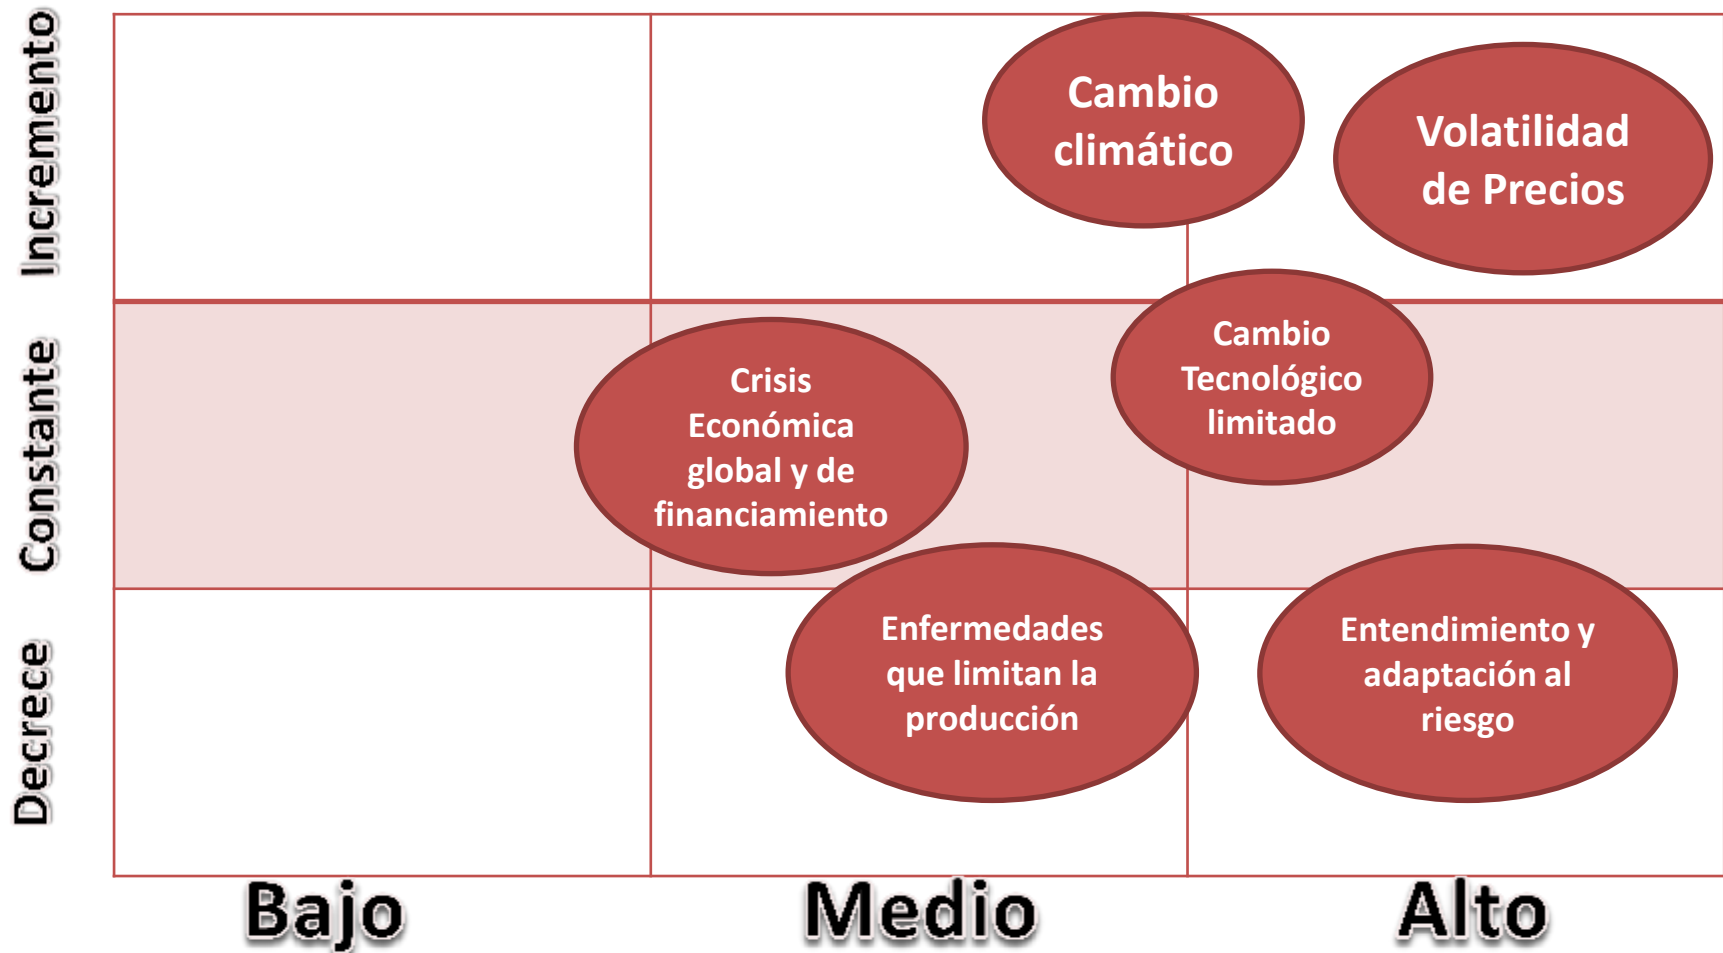 Incremento
Cambio
climático
Volatilidad
de Precios
Constante
Crisis
Económica
global y de
financiamiento
Cambio
Tecnológico
limitado
Decrece
Enfermedades
que limitan la
producción
Entendimiento y
adaptación al
riesgo
Bajo
Medio
Alto